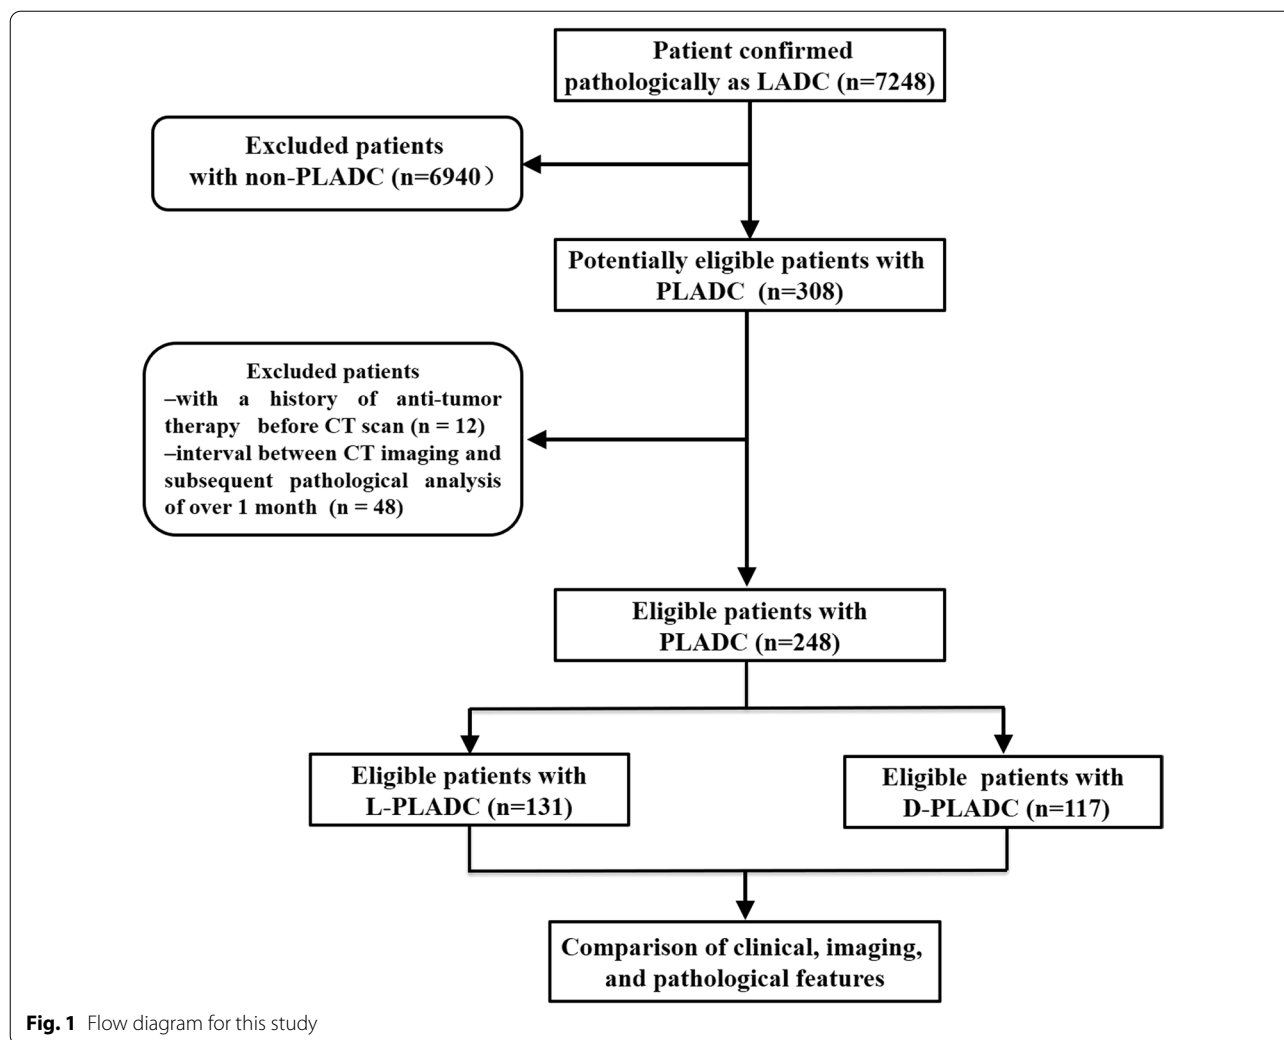 Patient confirmed
pathologically as LADC (n=7248)
Excluded patients
with non-PLADC (n=6940）
Potentially eligible patients with
PLADC (n=308)
Excluded patients
–with a history of anti-tumor
therapy before CT scan (n = 12)
–interval between CT imaging and
subsequent pathological analysis
of over 1 month (n = 48)
Eligible patients with
PLADC (n=248)
Eligible patients with
L-PLADC (n=131)
Eligible patients with
D-PLADC (n=117)
Comparison of clinical, imaging,
and pathological features
Fig. 1 Flow diagram for this study